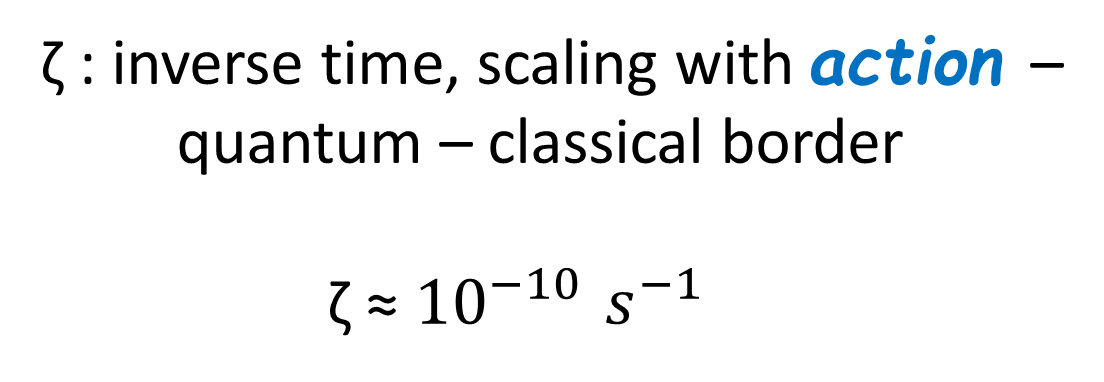 ζ : inverse time, scaling with action –
quantum – classical border
ζ ≈ 10⁻¹⁰ s⁻¹